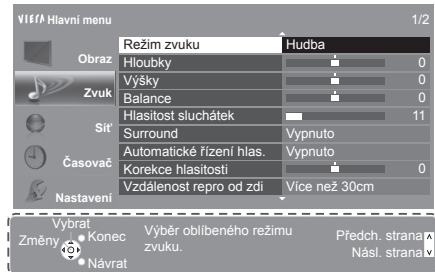 VIErA Hlavní menu 1/2
Obraz
Zvuk
Síť
Časovač
Nastavení
Režim zvuku Hudba
Hloubky 0
Výšky 0
Balance 0
Hlasitost sluchátek 11
Surround Vypnuto
Automatické řízení hlas. Vypnuto
Korekce hlasitosti 0
Vzdálenost repro od zdi Více než 30cm
Vybrat
Změny Konec
Návrat
Výběr oblíbeného režimu
zvuku.
Předch. strana
Násl. strana